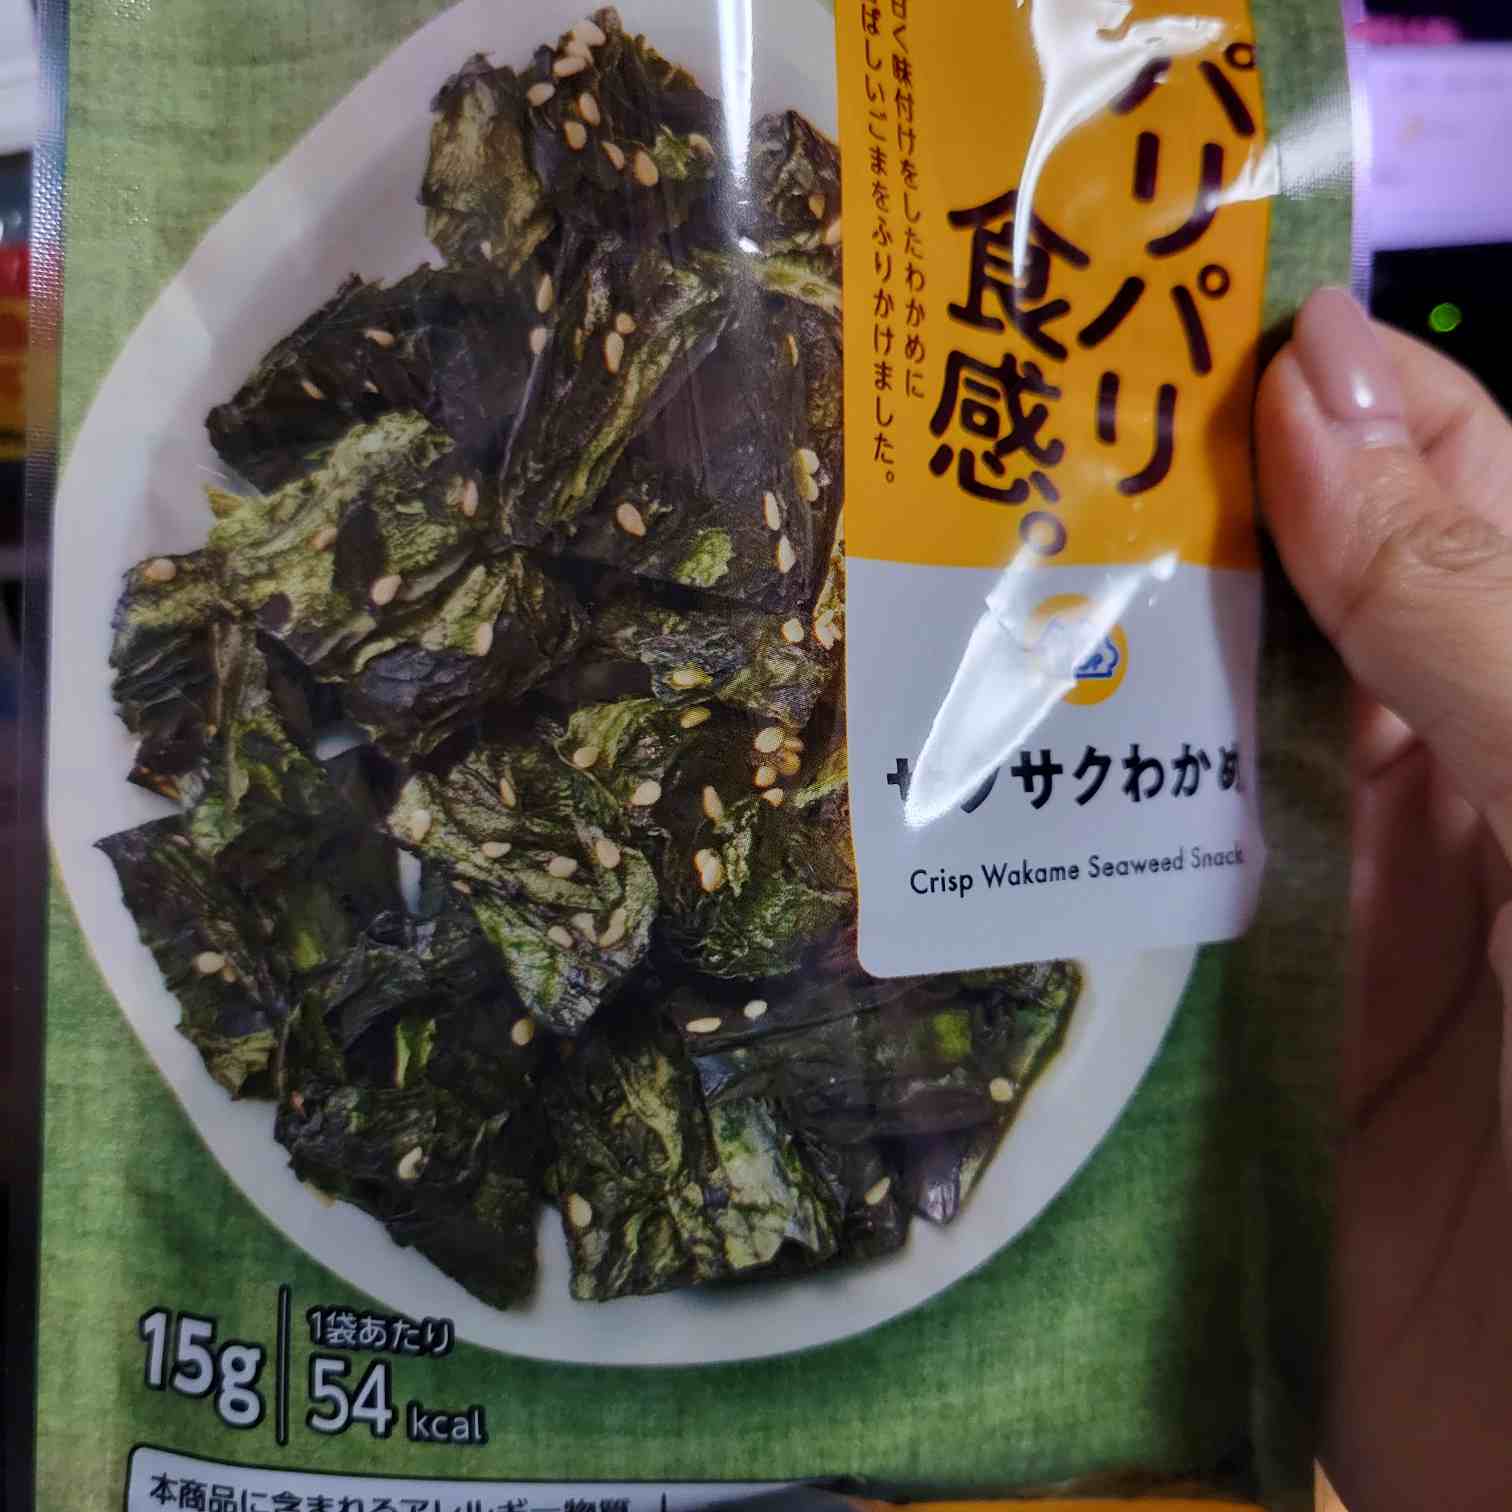 パリパリ
食感。
甘く味付けをしたわかめに
ばしいごまをふりかけました。
サクサクわかめ
Crisp Wakame Seaweed Snack
15g
1袋あたり
54 kcal
本商品に含まれるアレルギー物質